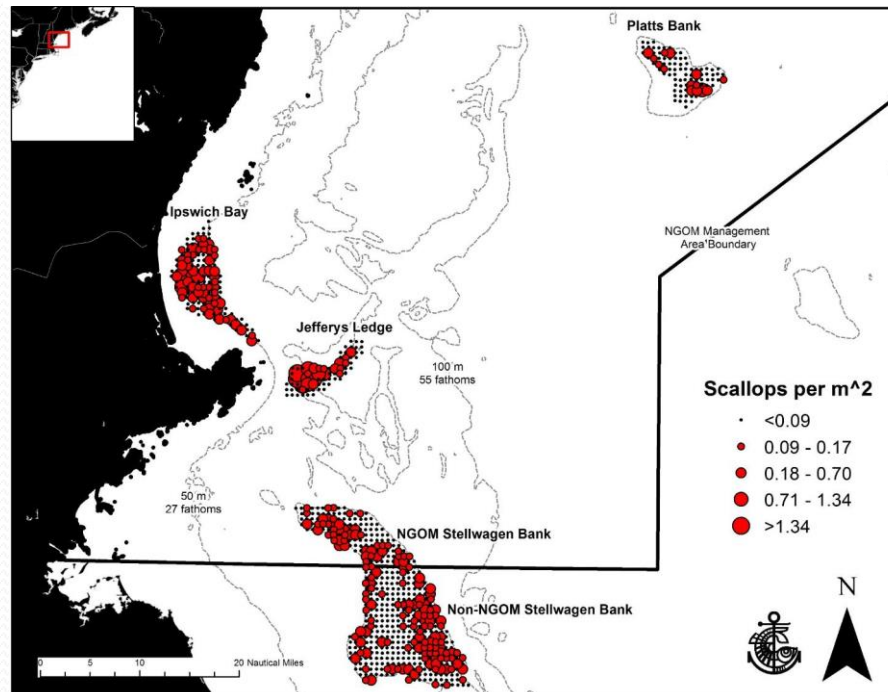 Platts Bank
Ipswich Bay
NGOM Management
Area Boundary
Jefferys Ledge
100 m
55 fathoms
Scallops per m^2
<0.09
0.09 - 0.17
0.18 - 0.70
0.71 - 1.34
>1.34
50 m
27 fathoms
NGOM Stellwagen Bank
Non-NGOM Stellwagen Bank
N
0 5 10 20 Nautical Miles